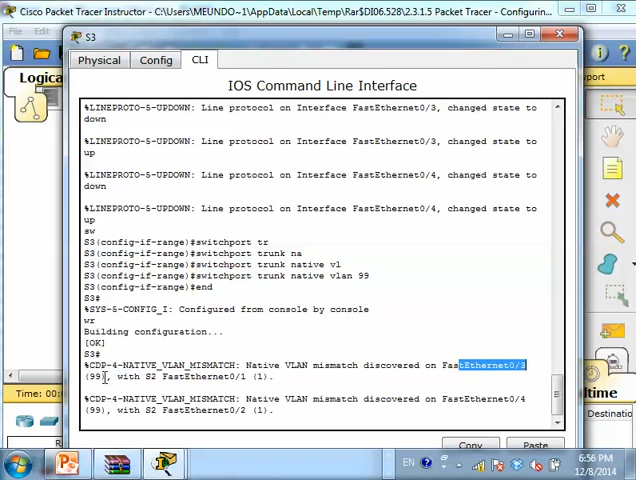 Cisco Packet Tracer Instructor - C:\Users\MEUNDO~1\AppData\Local\Temp\Rar$DI06.528\2.3.1.5 Packet Tracer - Configurin...
File
Edit
S3
Physical
Config
CLI
Logica
port
IOS Command Line Interface
%LINEPROTO-5-UPDOWN: Line protocol on Interface FastEthernet0/3, changed state to
down
%LINEPROTO-5-UPDOWN: Line protocol on Interface FastEthernet0/3, changed state to
up
%LINEPROTO-5-UPDOWN: Line protocol on Interface FastEthernet0/4, changed state to
down
%LINEPROTO-5-UPDOWN: Line protocol on Interface FastEthernet0/4, changed state to
up
sw
S3(config-if-range)#switchport tr
S3(config-if-range)#switchport trunk na
S3(config-if-range)#switchport trunk native vl
S3(config-if-range)#switchport trunk native vlan 99
S3(config-if-range)#end
S3#
%SYS-5-CONFIG_I: Configured from console by console
wr
Building configuration...
[OK]
S3#
%CDP-4-NATIVE_VLAN_MISMATCH: Native VLAN mismatch discovered on FastEthernet0/3
(99), with S2 FastEthernet0/1 (1).
%CDP-4-NATIVE_VLAN_MISMATCH: Native VLAN mismatch discovered on FastEthernet0/4
(99), with S2 FastEthernet0/2 (1).
Time: 00:
Destinatio
Copy
Paste
EN
6:56 PM
12/8/2014